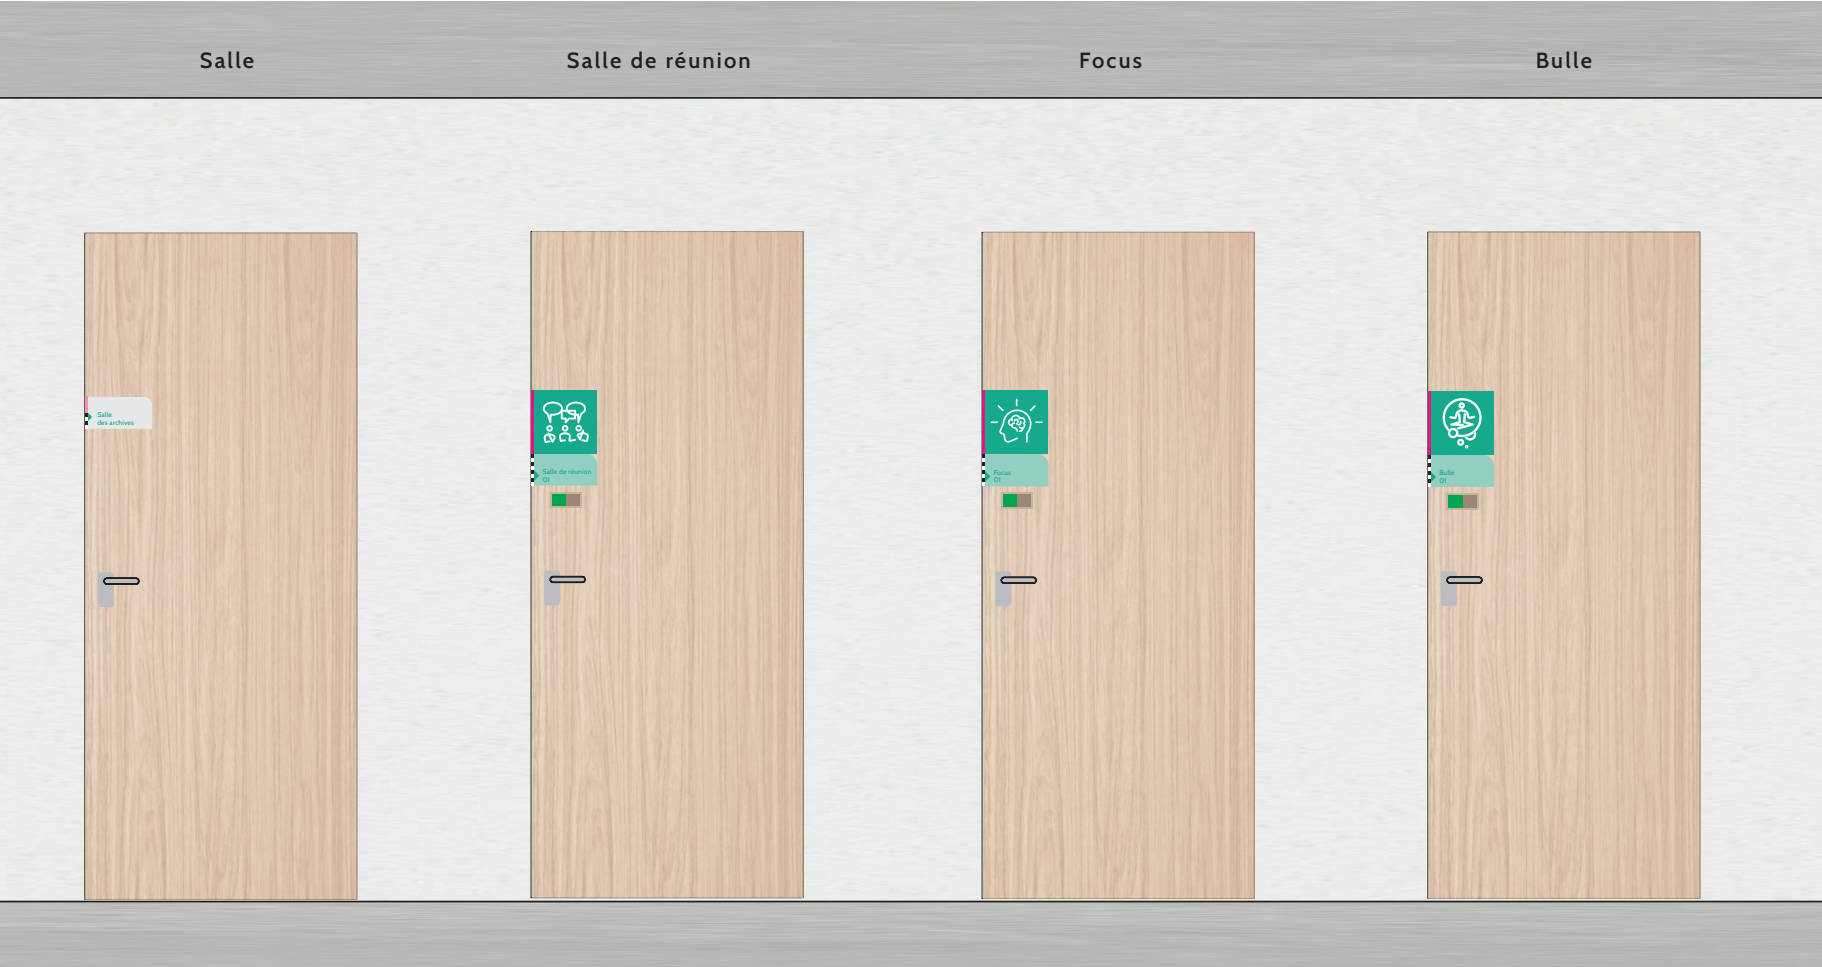 Salle
Salle de réunion
Focus
Bulle
Salle
des archives
Salle de réunion
01
Focus
01
Bulle
01